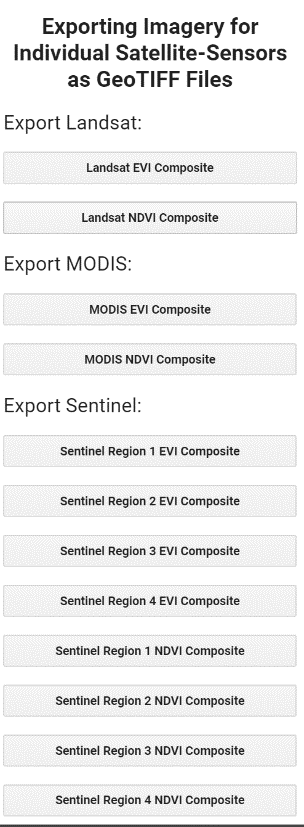 Exporting Imagery for
Individual Satellite-Sensors
as GeoTIFF Files
Export Landsat:
Landsat EVI Composite
Landsat NDVI Composite
Export MODIS:
MODIS EVI Composite
MODIS NDVI Composite
Export Sentinel:
Sentinel Region 1 EVI Composite
Sentinel Region 2 EVI Composite
Sentinel Region 3 EVI Composite
Sentinel Region 4 EVI Composite
Sentinel Region 1 NDVI Composite
Sentinel Region 2 NDVI Composite
Sentinel Region 3 NDVI Composite
Sentinel Region 4 NDVI Composite